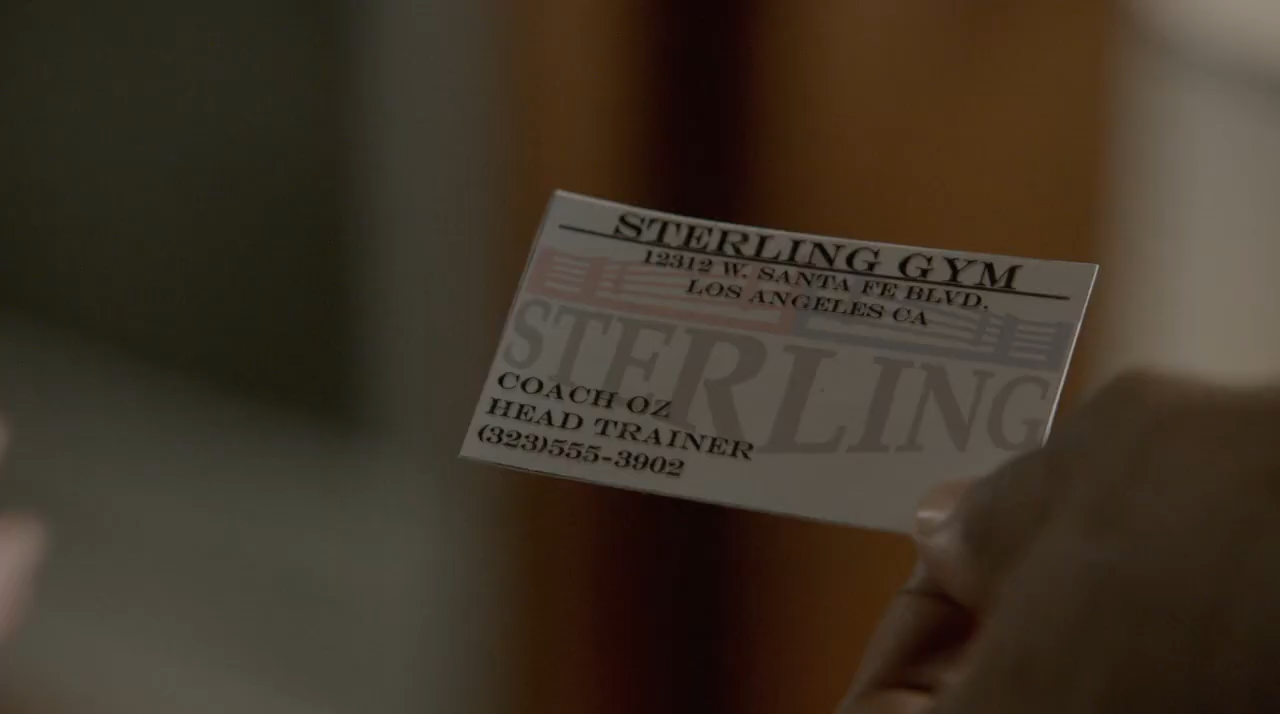 STERLING GYM
12312 W. SANTA FE BLVD.
LOS ANGELES CA
STERLING
COACH OZ
HEAD TRAINER
(323)555-3902